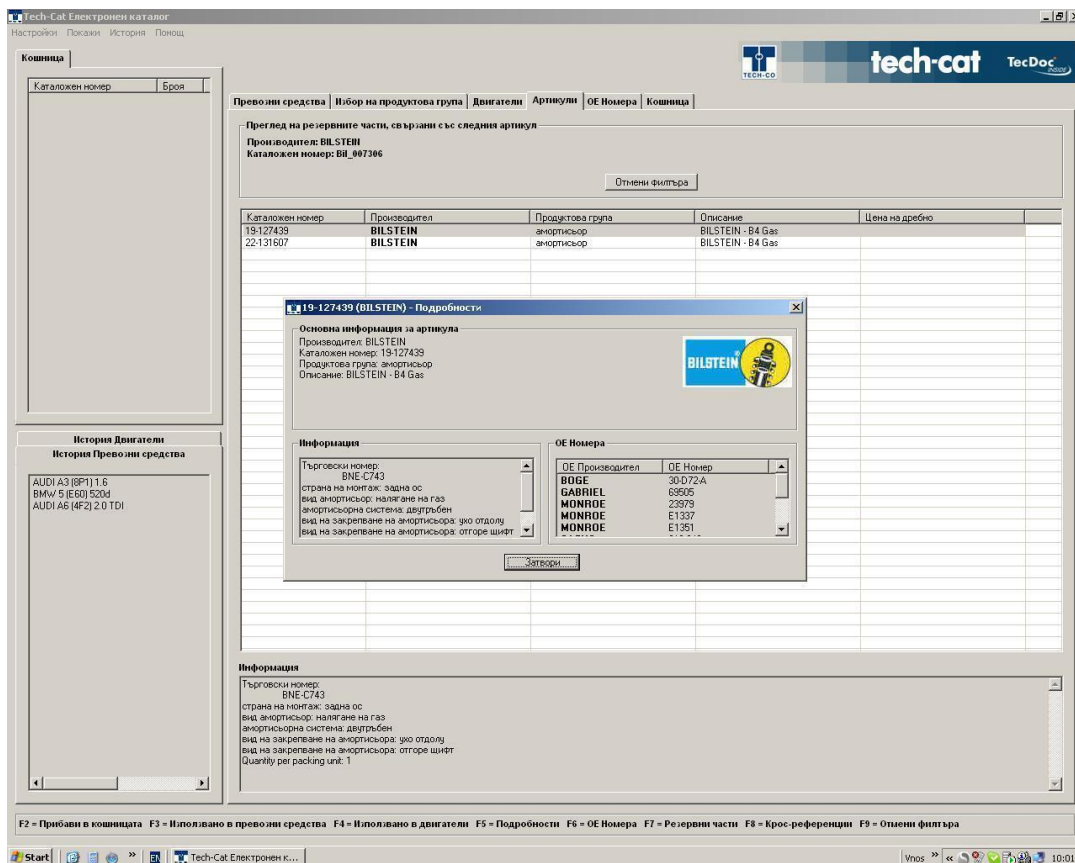 Tech-Cat Електронен каталог
Настройки Покажи История Помощ
Кошница
Каталожен номер Броя
TECH-CO
tech-cat TecDoc INSIDE
Превозни средства Избор на продуктова група Двигатели Артикули ОЕ Номера Кошница
Преглед на резервните части, свързани със следния артикул
Производител: BILSTEIN
Каталожен номер: Bil_007306
Отмени филтъра
Каталожен номер Производител Продуктова група Описание Цена на дребно
19-127439 BILSTEIN амортисьор BILSTEIN - B4 Gas
22-131607 BILSTEIN амортисьор BILSTEIN - B4 Gas
19-127439 (BILSTEIN) - Подробности
Основна информация за артикула
Производител: BILSTEIN
Каталожен номер: 19-127439
Продуктова група: амортисьор
Описание: BILSTEIN - B4 Gas
BILSTEIN
Информация
Търговски номер:
BNE-C743
страна на монтаж: задна ос
вид амортисьор: налягане на газ
амортисьорна система: двутръбен
вид на закрепване на амортисьора: ухо отдолу
вид на закрепване на амортисьора: отгоре щифт
ОЕ Номера
ОЕ Производител ОЕ Номер
BOGE 30-D72-A
GABRIEL 69505
MONROE 23979
MONROE E1337
MONROE E1351
Затвори
История Двигатели
История Превозни средства
AUDI A3 (8P1) 1.6
BMW 5 (E60) 520d
AUDI A6 (4F2) 2.0 TDI
Информация
Търговски номер:
BNE-C743
страна на монтаж: задна ос
вид амортисьор: налягане на газ
амортисьорна система: двутръбен
вид на закрепване на амортисьора: ухо отдолу
вид на закрепване на амортисьора: отгоре щифт
Quantity per packing unit: 1
F2 = Прибави в кошницата F3 = Използвано в превозни средства F4 = Използвано в двигатели F5 = Подробности F6 = ОЕ Номера F7 = Резервни части F8 = Крос-референции F9 = Отмени филтъра
Start EN Tech-Cat Електронен к... Vnos 10:01